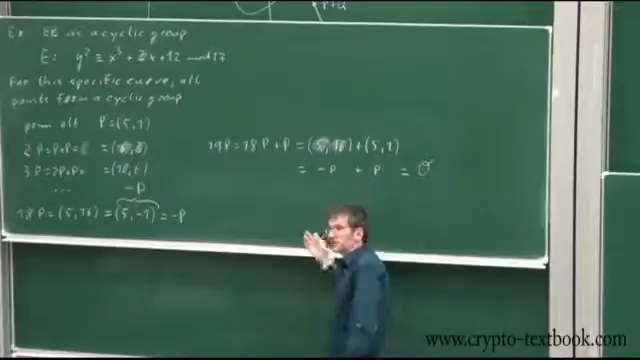 P+Q
Ex EC as a cyclic group
E: y² ≡ x³ + 2x + 2 mod 17
For this specific curve, all
points form a cyclic group
prim elt P = (5,1)
2P = P+P = (
3P = 2P+P = (10,6)
...
-P
18P = (5,16) = (5,-1) = -P
19P = 18P + P = (5,16) + (5,1)
= -P + P = O
www.crypto-textbook.com